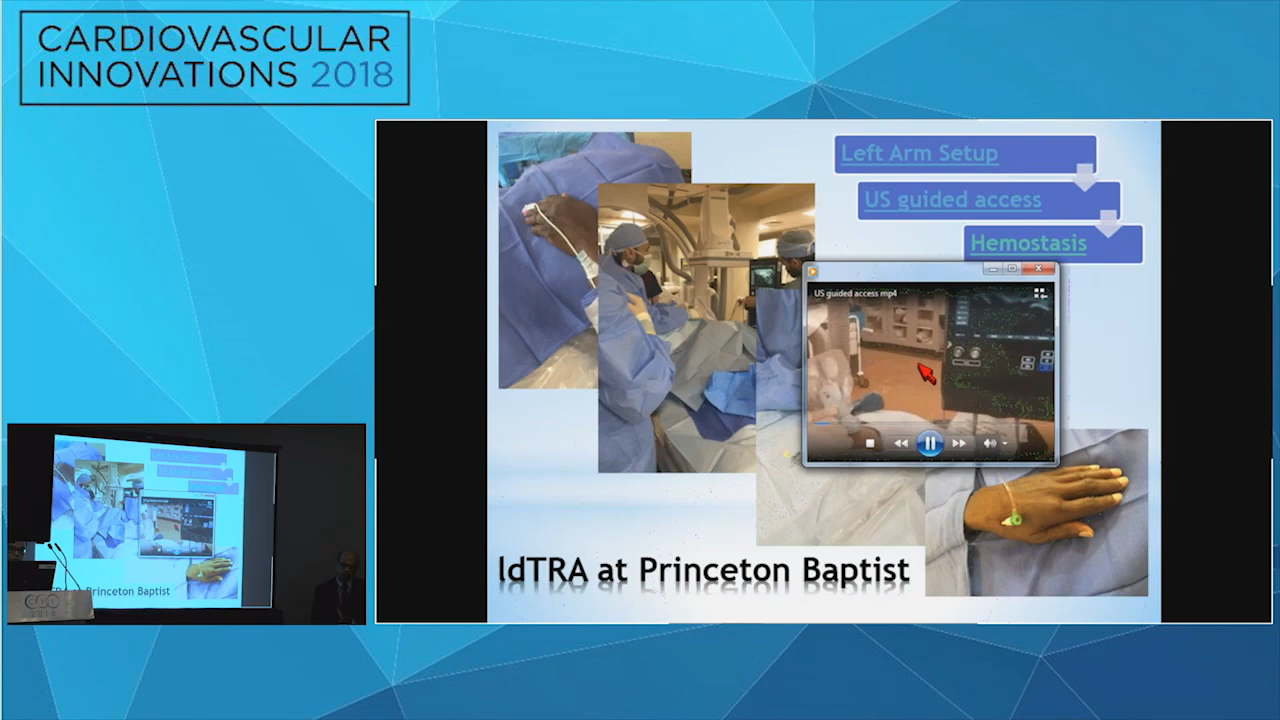 CARDIOVASCULAR
INNOVATIONS 2018
Left Arm Setup
US guided access
Hemostasis
US guided access.mp4
ldTRA at Princeton Baptist
Princeton Baptist
2018